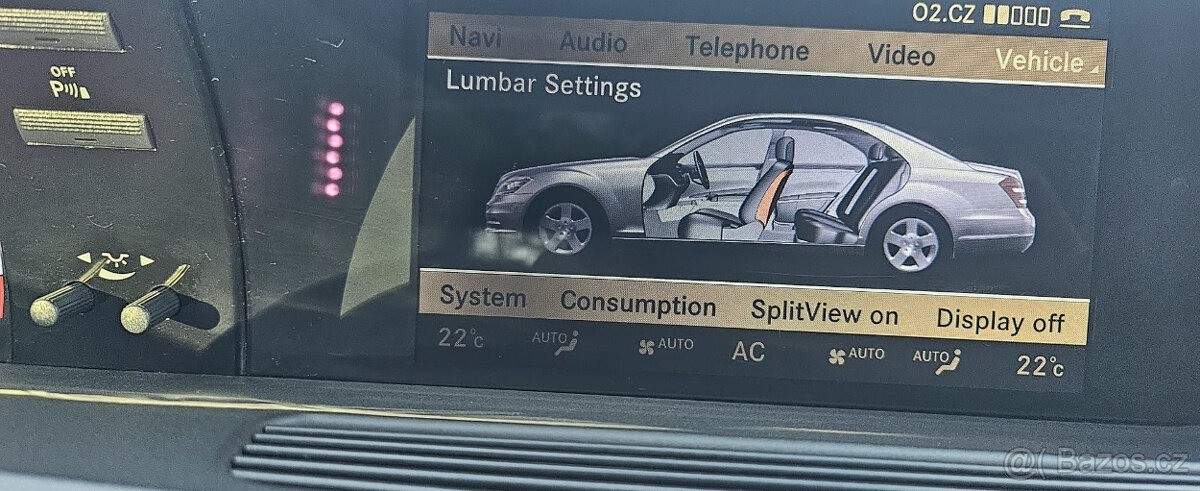 O2.CZ
Navi Audio Telephone Video Vehicle
Lumbar Settings
OFF
P
System Consumption SplitView on Display off
22°C AUTO AUTO AC AUTO AUTO 22°C
@( Bazos.cz